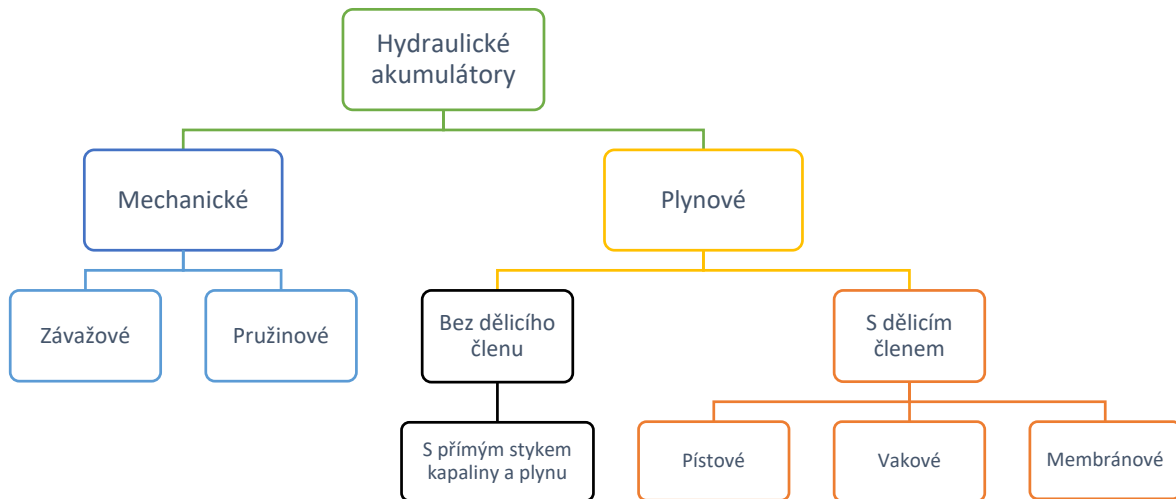 Hydraulické
akumulátory
Mechanické
Plynové
Závažové
Pružinové
Bez dělicího
členu
S dělicím
členem
S přímým stykem
kapaliny a plynu
Pístové
Vakové
Membránové